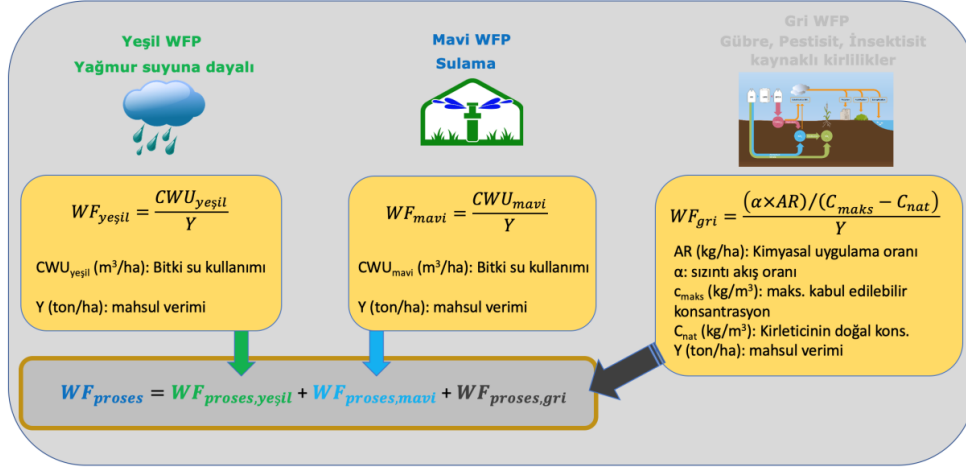 Yeşil WFP
Yağmur suyuna dayalı
Mavi WFP
Sulama
Gri WFP
Gübre, Pestisit, İnsektisit
kaynaklı kirlilikler
WF_yeşil = CWU_yeşil / Y
CWU_yeşil (m³/ha): Bitki su kullanımı
Y (ton/ha): mahsul verimi
WF_mavi = CWU_mavi / Y
CWU_mavi (m³/ha): Bitki su kullanımı
Y (ton/ha): mahsul verimi
WF_gri = (α×AR)/(C_maks − C_nat) / Y
AR (kg/ha): Kimyasal uygulama oranı
α: sızıntı akış oranı
c_maks (kg/m³): maks. kabul edilebilir
konsantrasyon
C_nat (kg/m³): Kirleticinin doğal kons.
Y (ton/ha): mahsul verimi
WF_proses = WF_proses,yeşil + WF_proses,mavi + WF_proses,gri